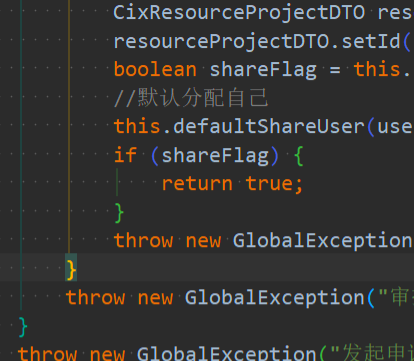 CixResourceProjectDTO res
resourceProjectDTO.setId(
boolean shareFlag = this.
//默认分配自己
this.defaultShareUser(use
if (shareFlag) {
return true;
}
throw new GlobalException
}
throw new GlobalException("审
}
throw new GlobalException("发起申